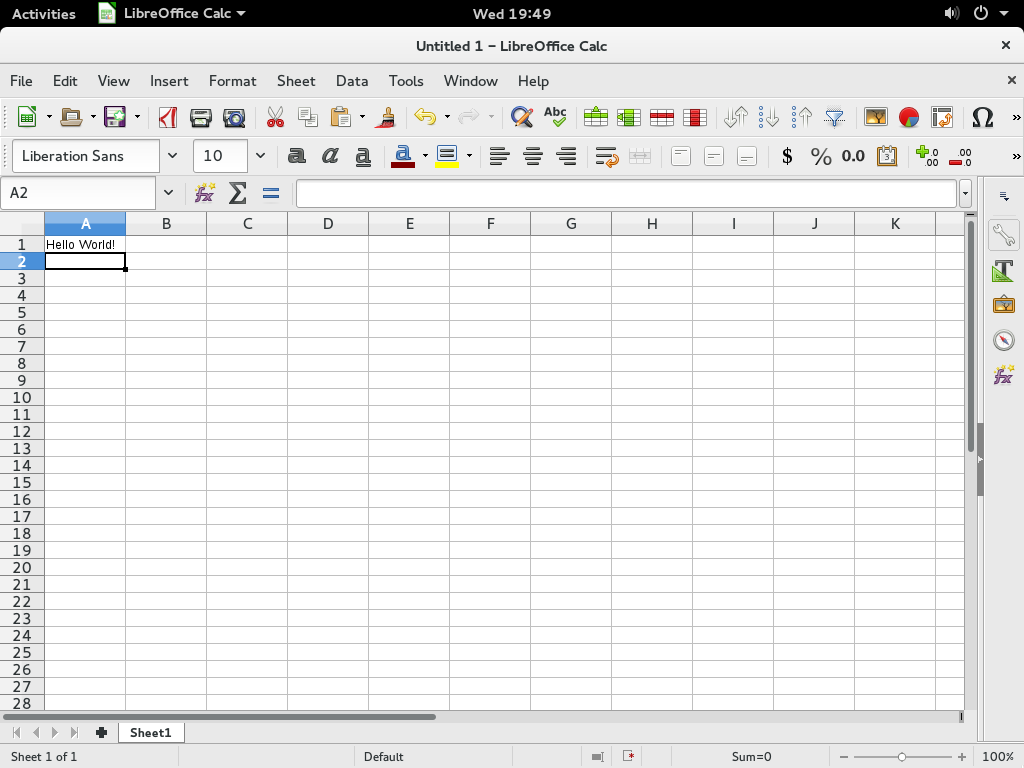 Activities LibreOffice Calc Wed 19:49
Untitled 1 – LibreOffice Calc
File Edit View Insert Format Sheet Data Tools Window Help
Abc
Liberation Sans 10 a a a a $ % 0.0 .00 .00
A2
A B C D E F G H I J K
1 Hello World!
2
3
4
5
6
7
8
9
10
11
12
13
14
15
16
17
18
19
20
21
22
23
24
25
26
27
28
Sheet1
Sheet 1 of 1 Default Sum=0 100%